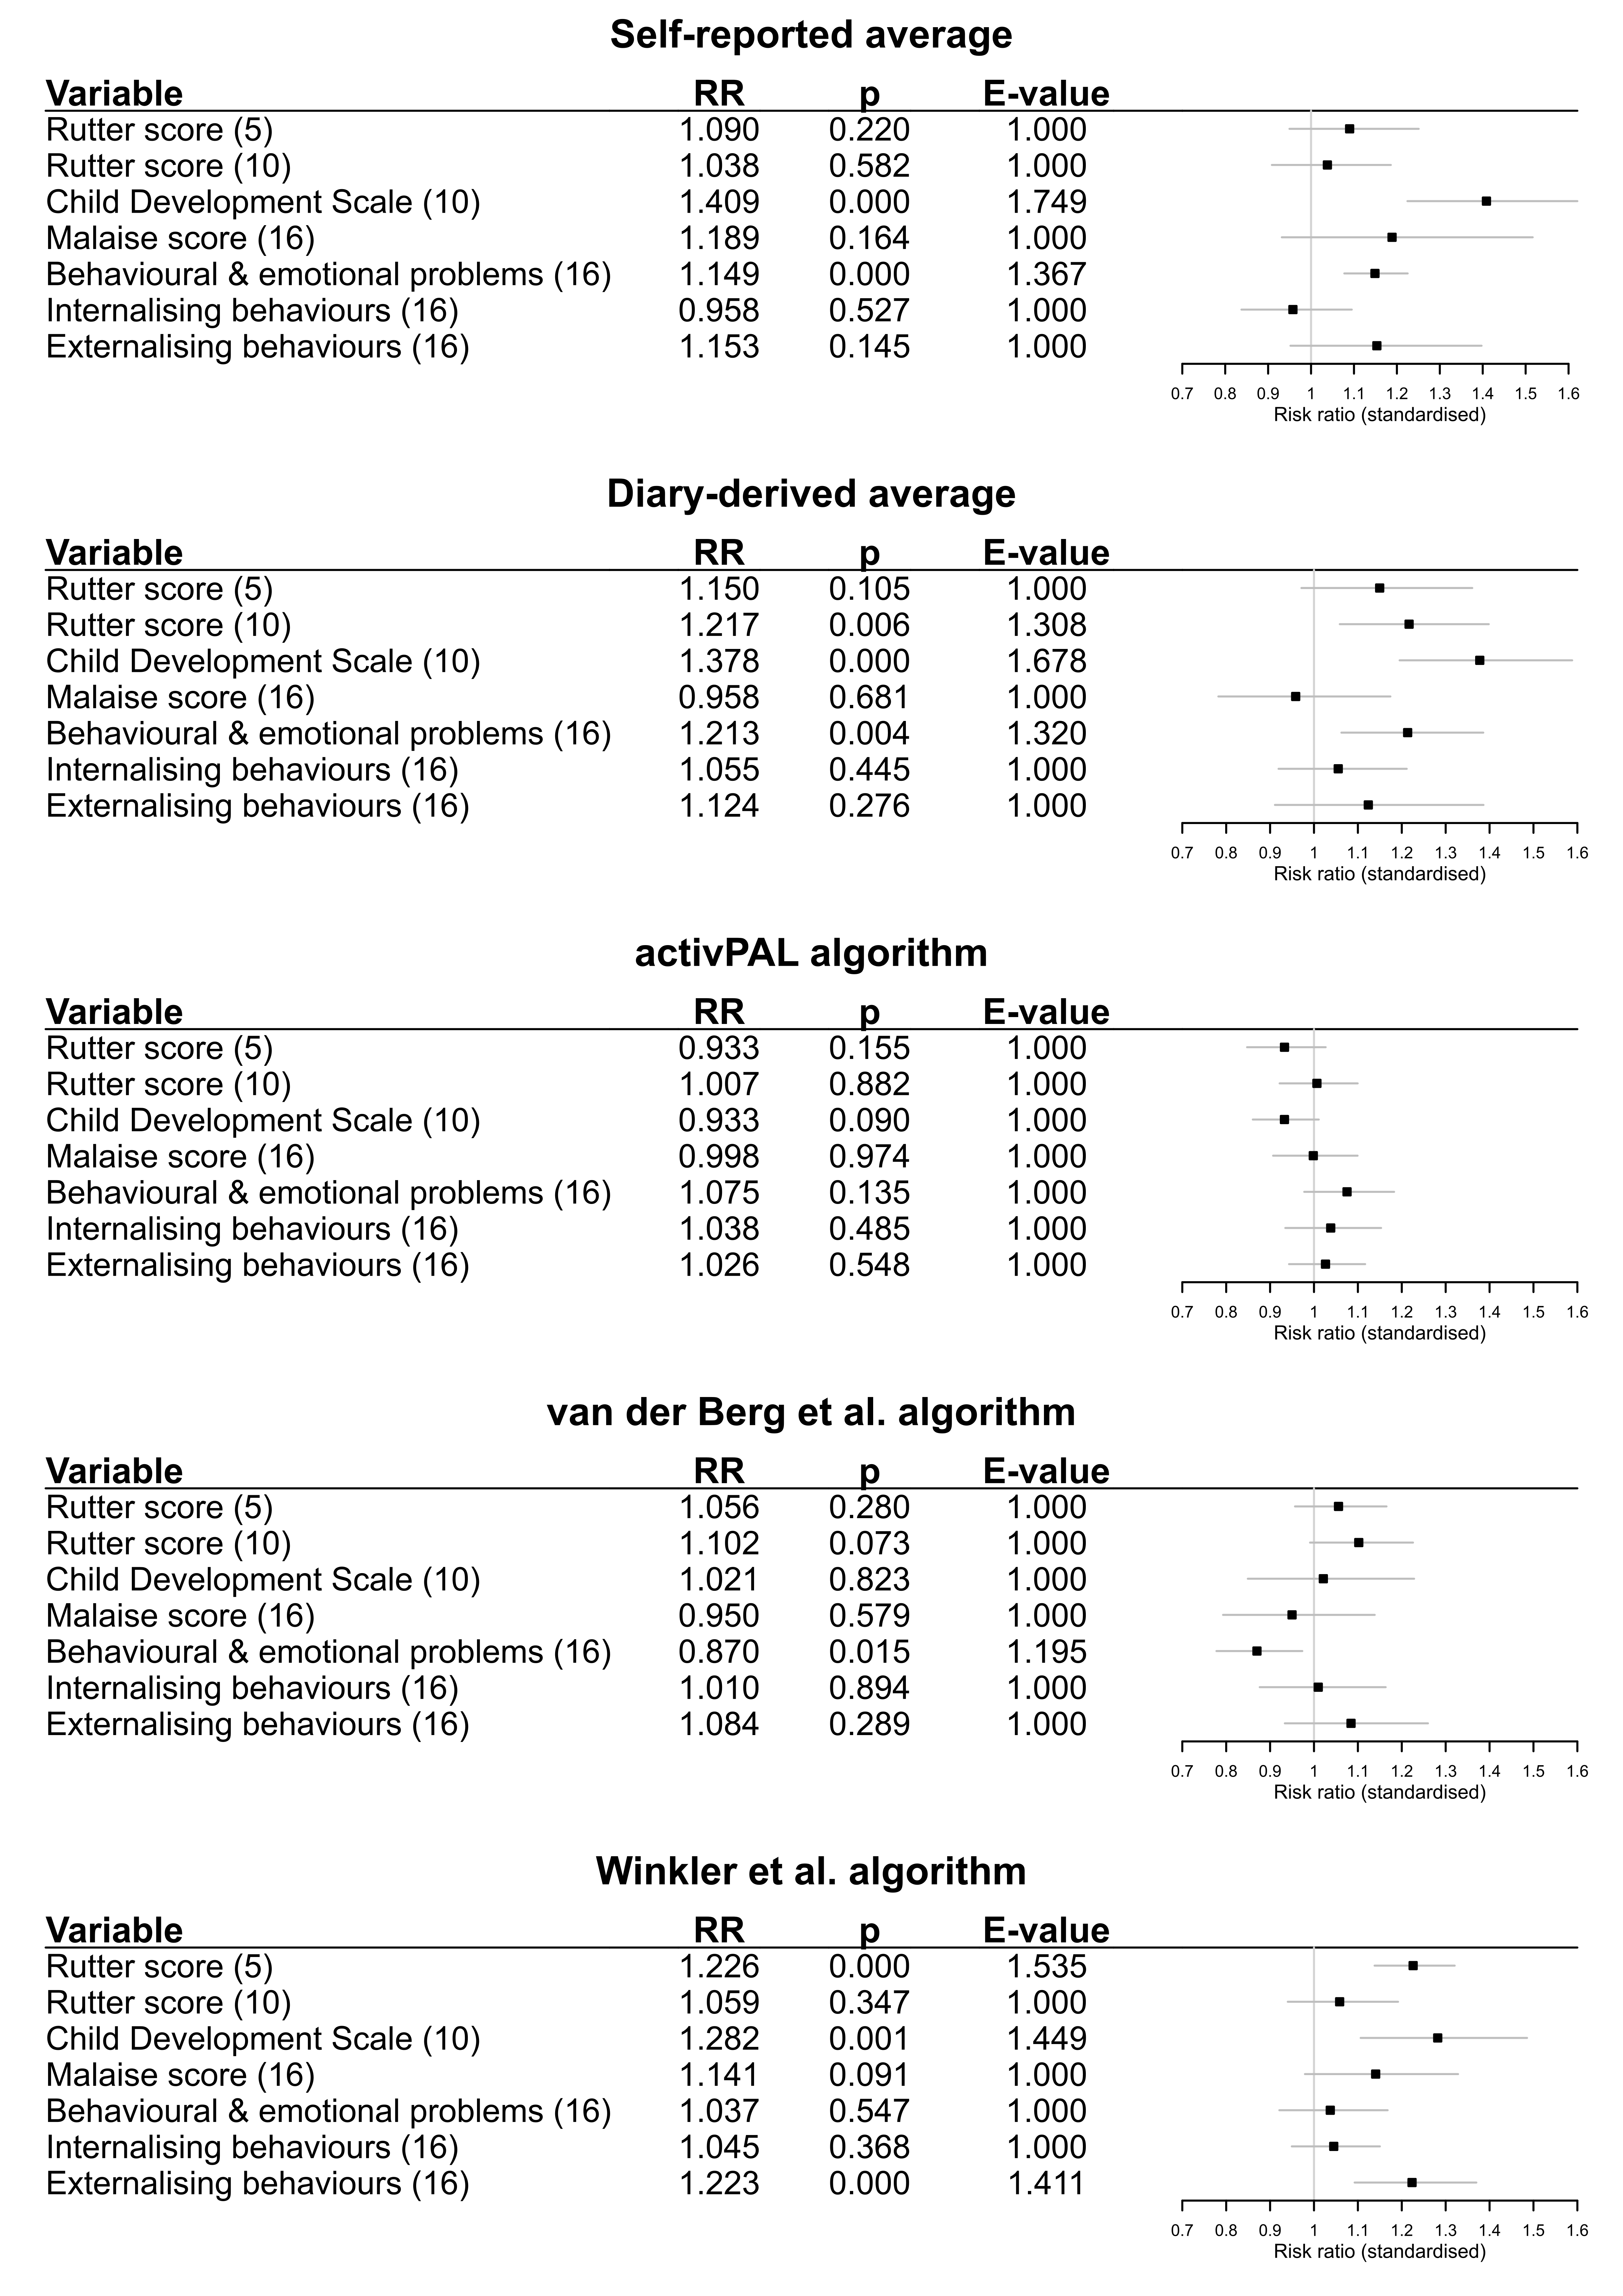 Self-reported average
Variable RR p E-value
Rutter score (5) 1.090 0.220 1.000
Rutter score (10) 1.038 0.582 1.000
Child Development Scale (10) 1.409 0.000 1.749
Malaise score (16) 1.189 0.164 1.000
Behavioural & emotional problems (16) 1.149 0.000 1.367
Internalising behaviours (16) 0.958 0.527 1.000
Externalising behaviours (16) 1.153 0.145 1.000
0.7 0.8 0.9 1 1.1 1.2 1.3 1.4 1.5 1.6
Risk ratio (standardised)
Diary-derived average
Variable RR p E-value
Rutter score (5) 1.150 0.105 1.000
Rutter score (10) 1.217 0.006 1.308
Child Development Scale (10) 1.378 0.000 1.678
Malaise score (16) 0.958 0.681 1.000
Behavioural & emotional problems (16) 1.213 0.004 1.320
Internalising behaviours (16) 1.055 0.445 1.000
Externalising behaviours (16) 1.124 0.276 1.000
0.7 0.8 0.9 1 1.1 1.2 1.3 1.4 1.5 1.6
Risk ratio (standardised)
activPAL algorithm
Variable RR p E-value
Rutter score (5) 0.933 0.155 1.000
Rutter score (10) 1.007 0.882 1.000
Child Development Scale (10) 0.933 0.090 1.000
Malaise score (16) 0.998 0.974 1.000
Behavioural & emotional problems (16) 1.075 0.135 1.000
Internalising behaviours (16) 1.038 0.485 1.000
Externalising behaviours (16) 1.026 0.548 1.000
0.7 0.8 0.9 1 1.1 1.2 1.3 1.4 1.5 1.6
Risk ratio (standardised)
van der Berg et al. algorithm
Variable RR p E-value
Rutter score (5) 1.056 0.280 1.000
Rutter score (10) 1.102 0.073 1.000
Child Development Scale (10) 1.021 0.823 1.000
Malaise score (16) 0.950 0.579 1.000
Behavioural & emotional problems (16) 0.870 0.015 1.195
Internalising behaviours (16) 1.010 0.894 1.000
Externalising behaviours (16) 1.084 0.289 1.000
0.7 0.8 0.9 1 1.1 1.2 1.3 1.4 1.5 1.6
Risk ratio (standardised)
Winkler et al. algorithm
Variable RR p E-value
Rutter score (5) 1.226 0.000 1.535
Rutter score (10) 1.059 0.347 1.000
Child Development Scale (10) 1.282 0.001 1.449
Malaise score (16) 1.141 0.091 1.000
Behavioural & emotional problems (16) 1.037 0.547 1.000
Internalising behaviours (16) 1.045 0.368 1.000
Externalising behaviours (16) 1.223 0.000 1.411
0.7 0.8 0.9 1 1.1 1.2 1.3 1.4 1.5 1.6
Risk ratio (standardised)